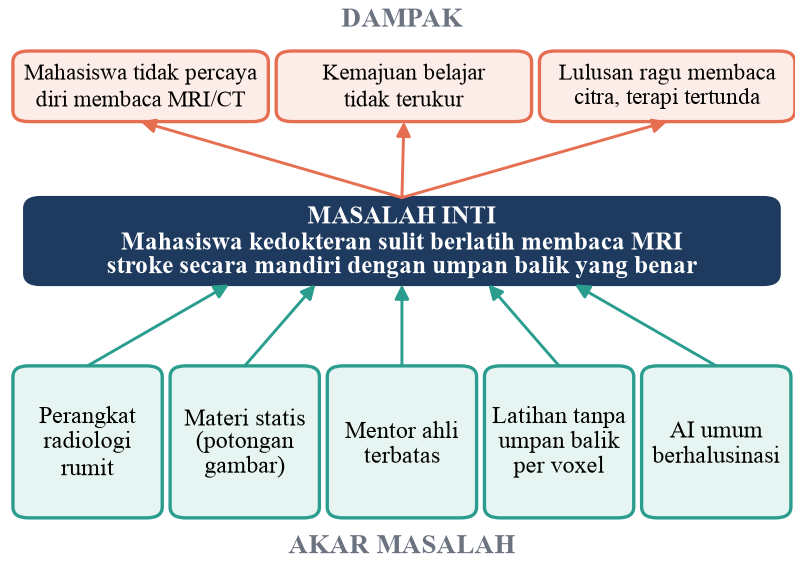 DAMPAK
Mahasiswa tidak percaya
diri membaca MRI/CT
Kemajuan belajar
tidak terukur
Lulusan ragu membaca
citra, terapi tertunda
MASALAH INTI
Mahasiswa kedokteran sulit berlatih membaca MRI
stroke secara mandiri dengan umpan balik yang benar
Perangkat
radiologi
rumit
Materi statis
(potongan
gambar)
Mentor ahli
terbatas
Latihan tanpa
umpan balik
per voxel
AI umum
berhalusinasi
AKAR MASALAH